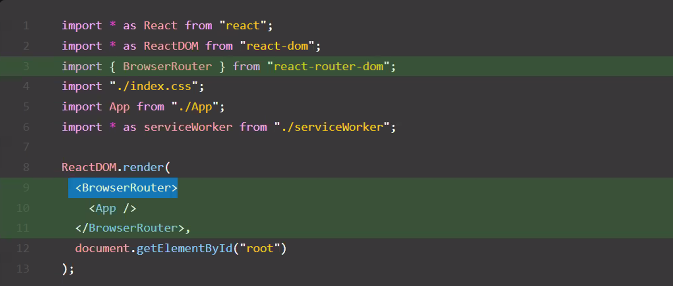 1 import * as React from "react";
2 import * as ReactDOM from "react-dom";
3 import { BrowserRouter } from "react-router-dom";
4 import "./index.css";
5 import App from "./App";
6 import * as serviceWorker from "./serviceWorker";
7
8 ReactDOM.render(
9 <BrowserRouter>
10 <App />
11 </BrowserRouter>,
12 document.getElementById("root")
13 );